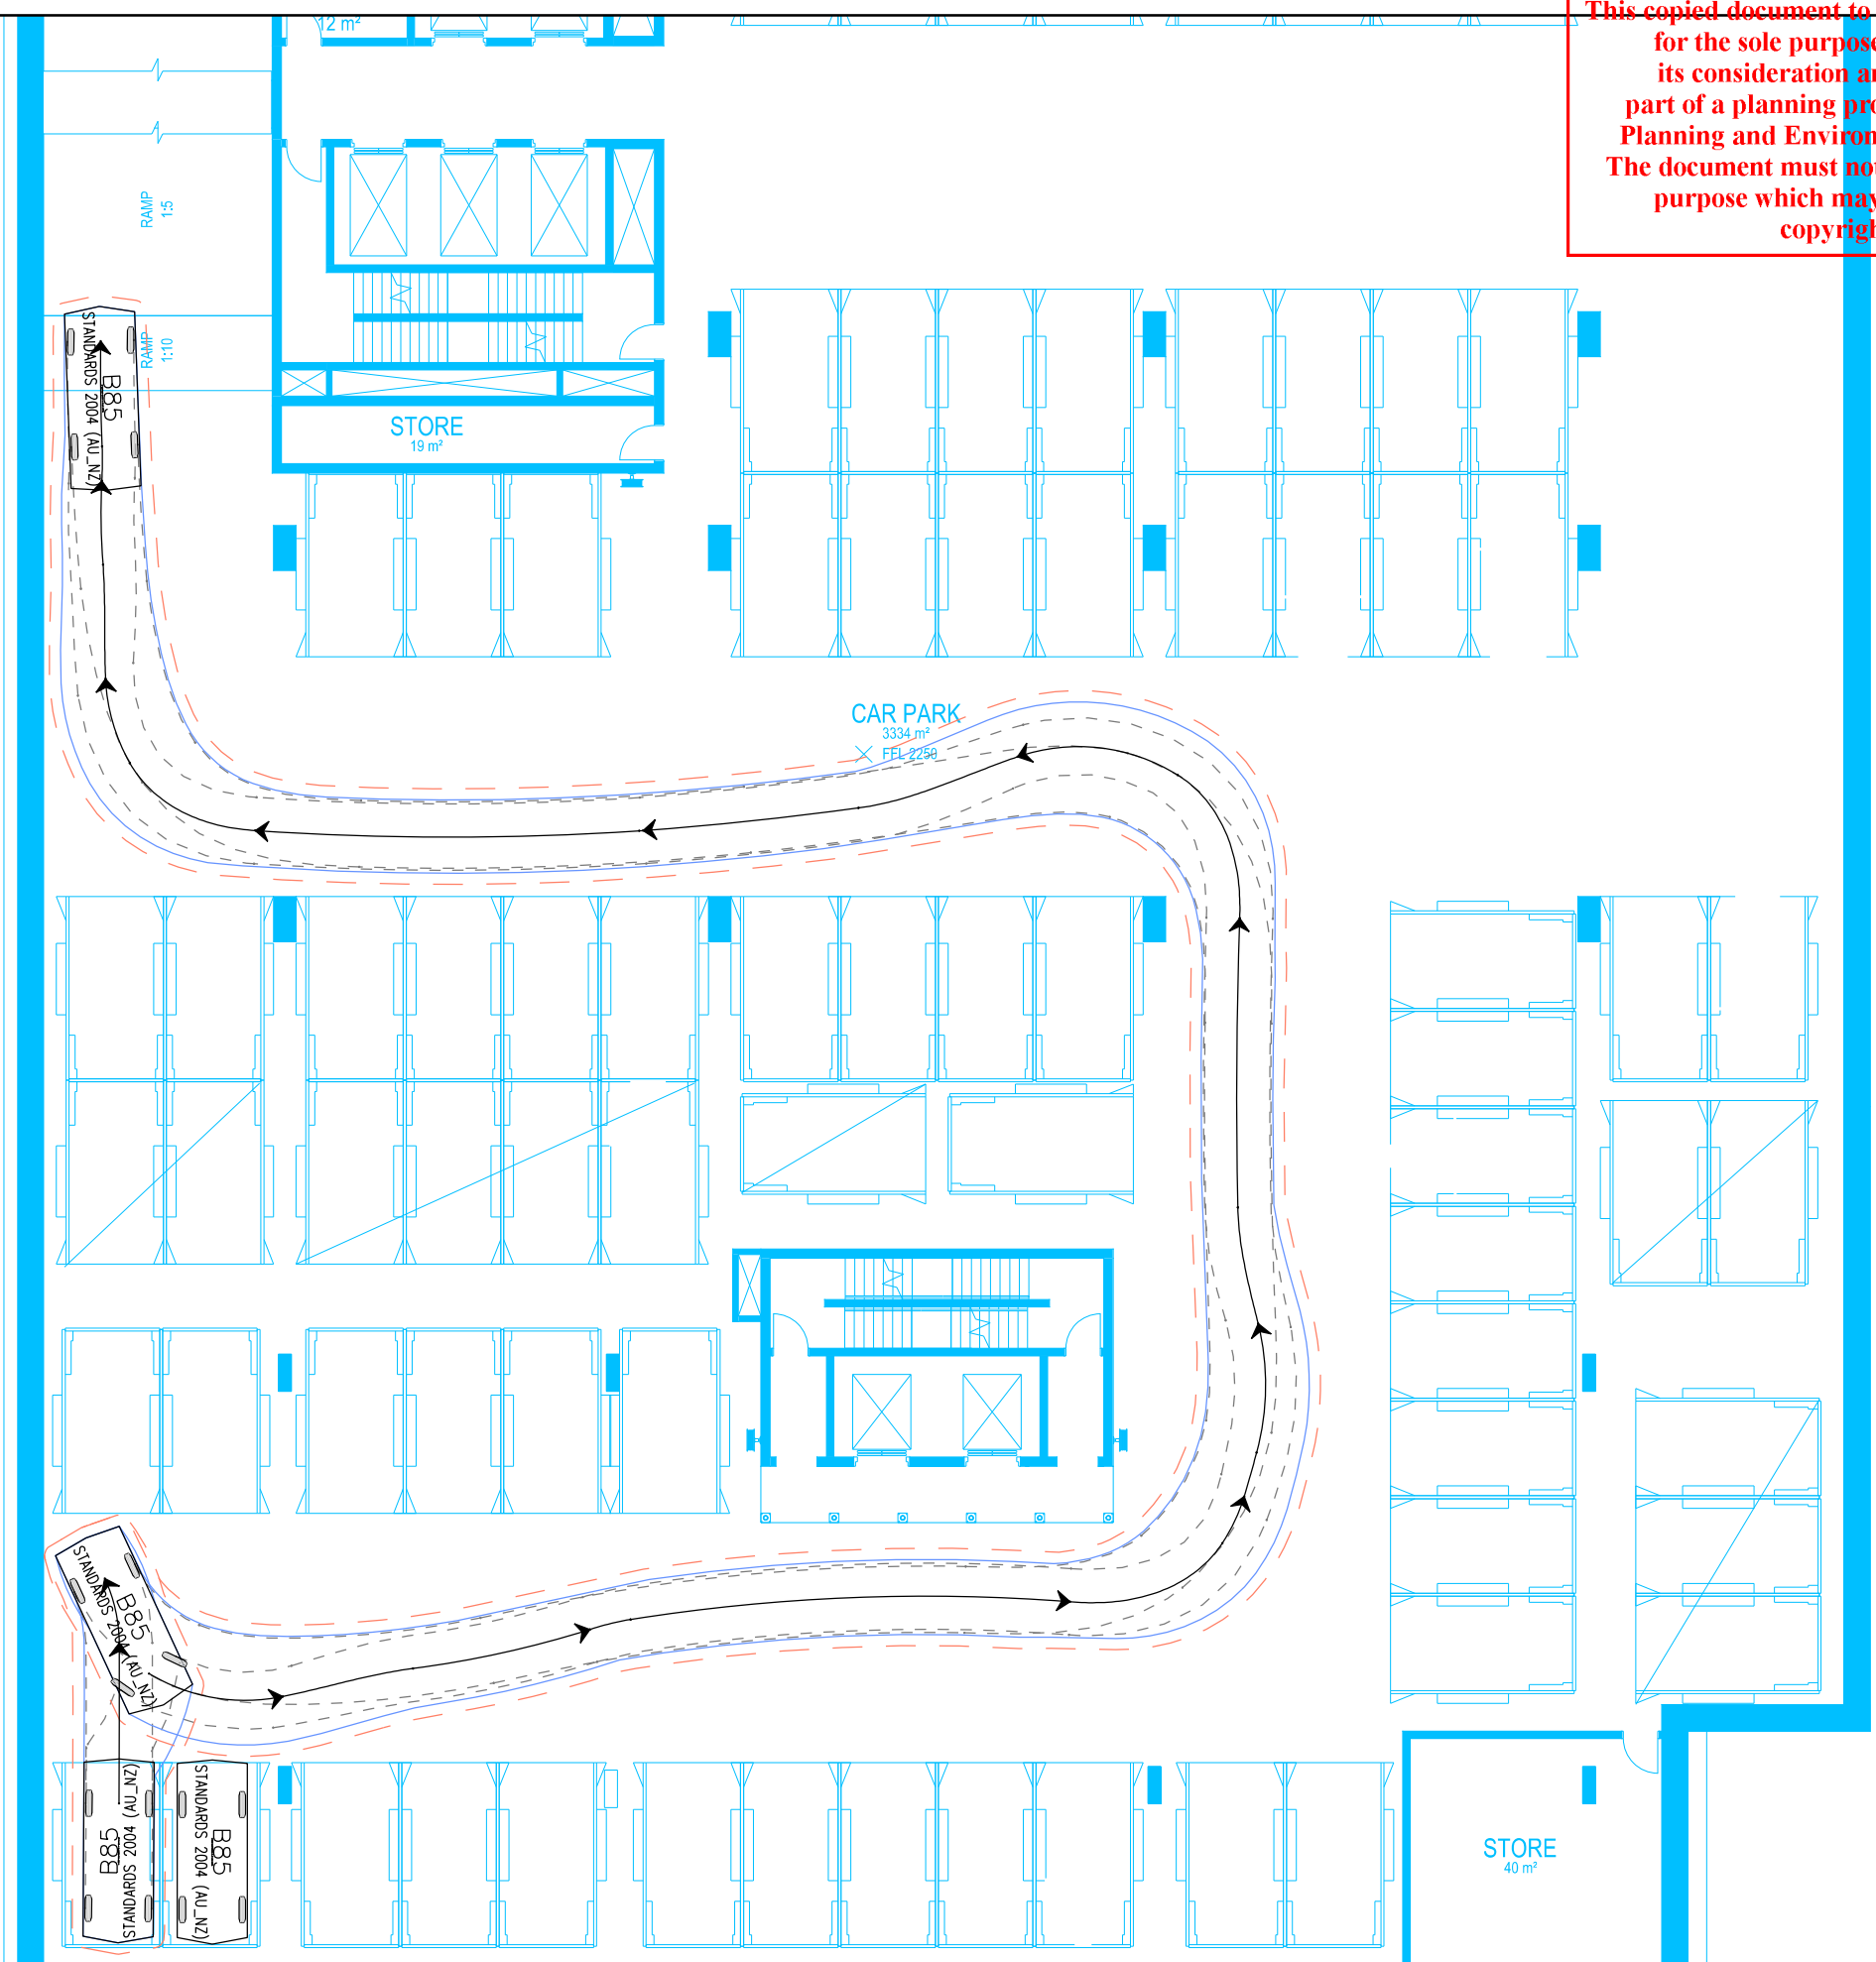 12 m²
This copied document to
for the sole purpose
its consideration an
part of a planning pro
Planning and Environ
The document must not
purpose which may
copyrigh
RAMP
1:5
RAMP
1:10
STANDARDS 2004 (AU_NZ)
B85
STORE
19 m²
CAR PARK
3334 m²
FFL 2250
STANDARDS 2004 (AU_NZ)
B85
B85
STANDARDS 2004 (AU_NZ)
STANDARDS 2004 (AU_NZ)
B85
STORE
40 m²